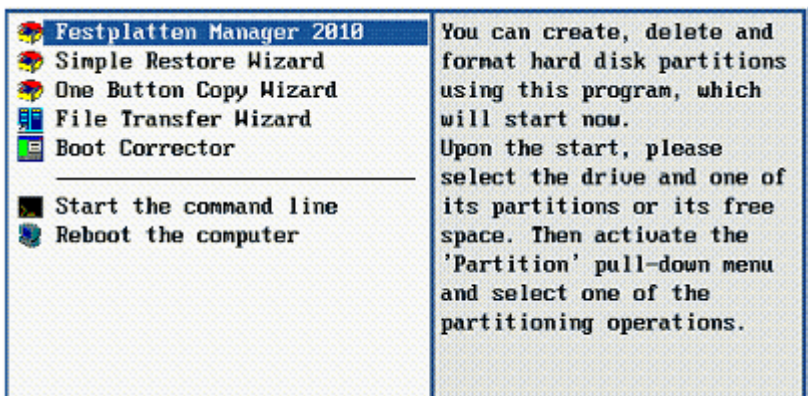 Festplatten Manager 2010
Simple Restore Wizard
One Button Copy Wizard
File Transfer Wizard
Boot Corrector
Start the command line
Reboot the computer
You can create, delete and
format hard disk partitions
using this program, which
will start now.
Upon the start, please
select the drive and one of
its partitions or its free
space. Then activate the
'Partition' pull-down menu
and select one of the
partitioning operations.